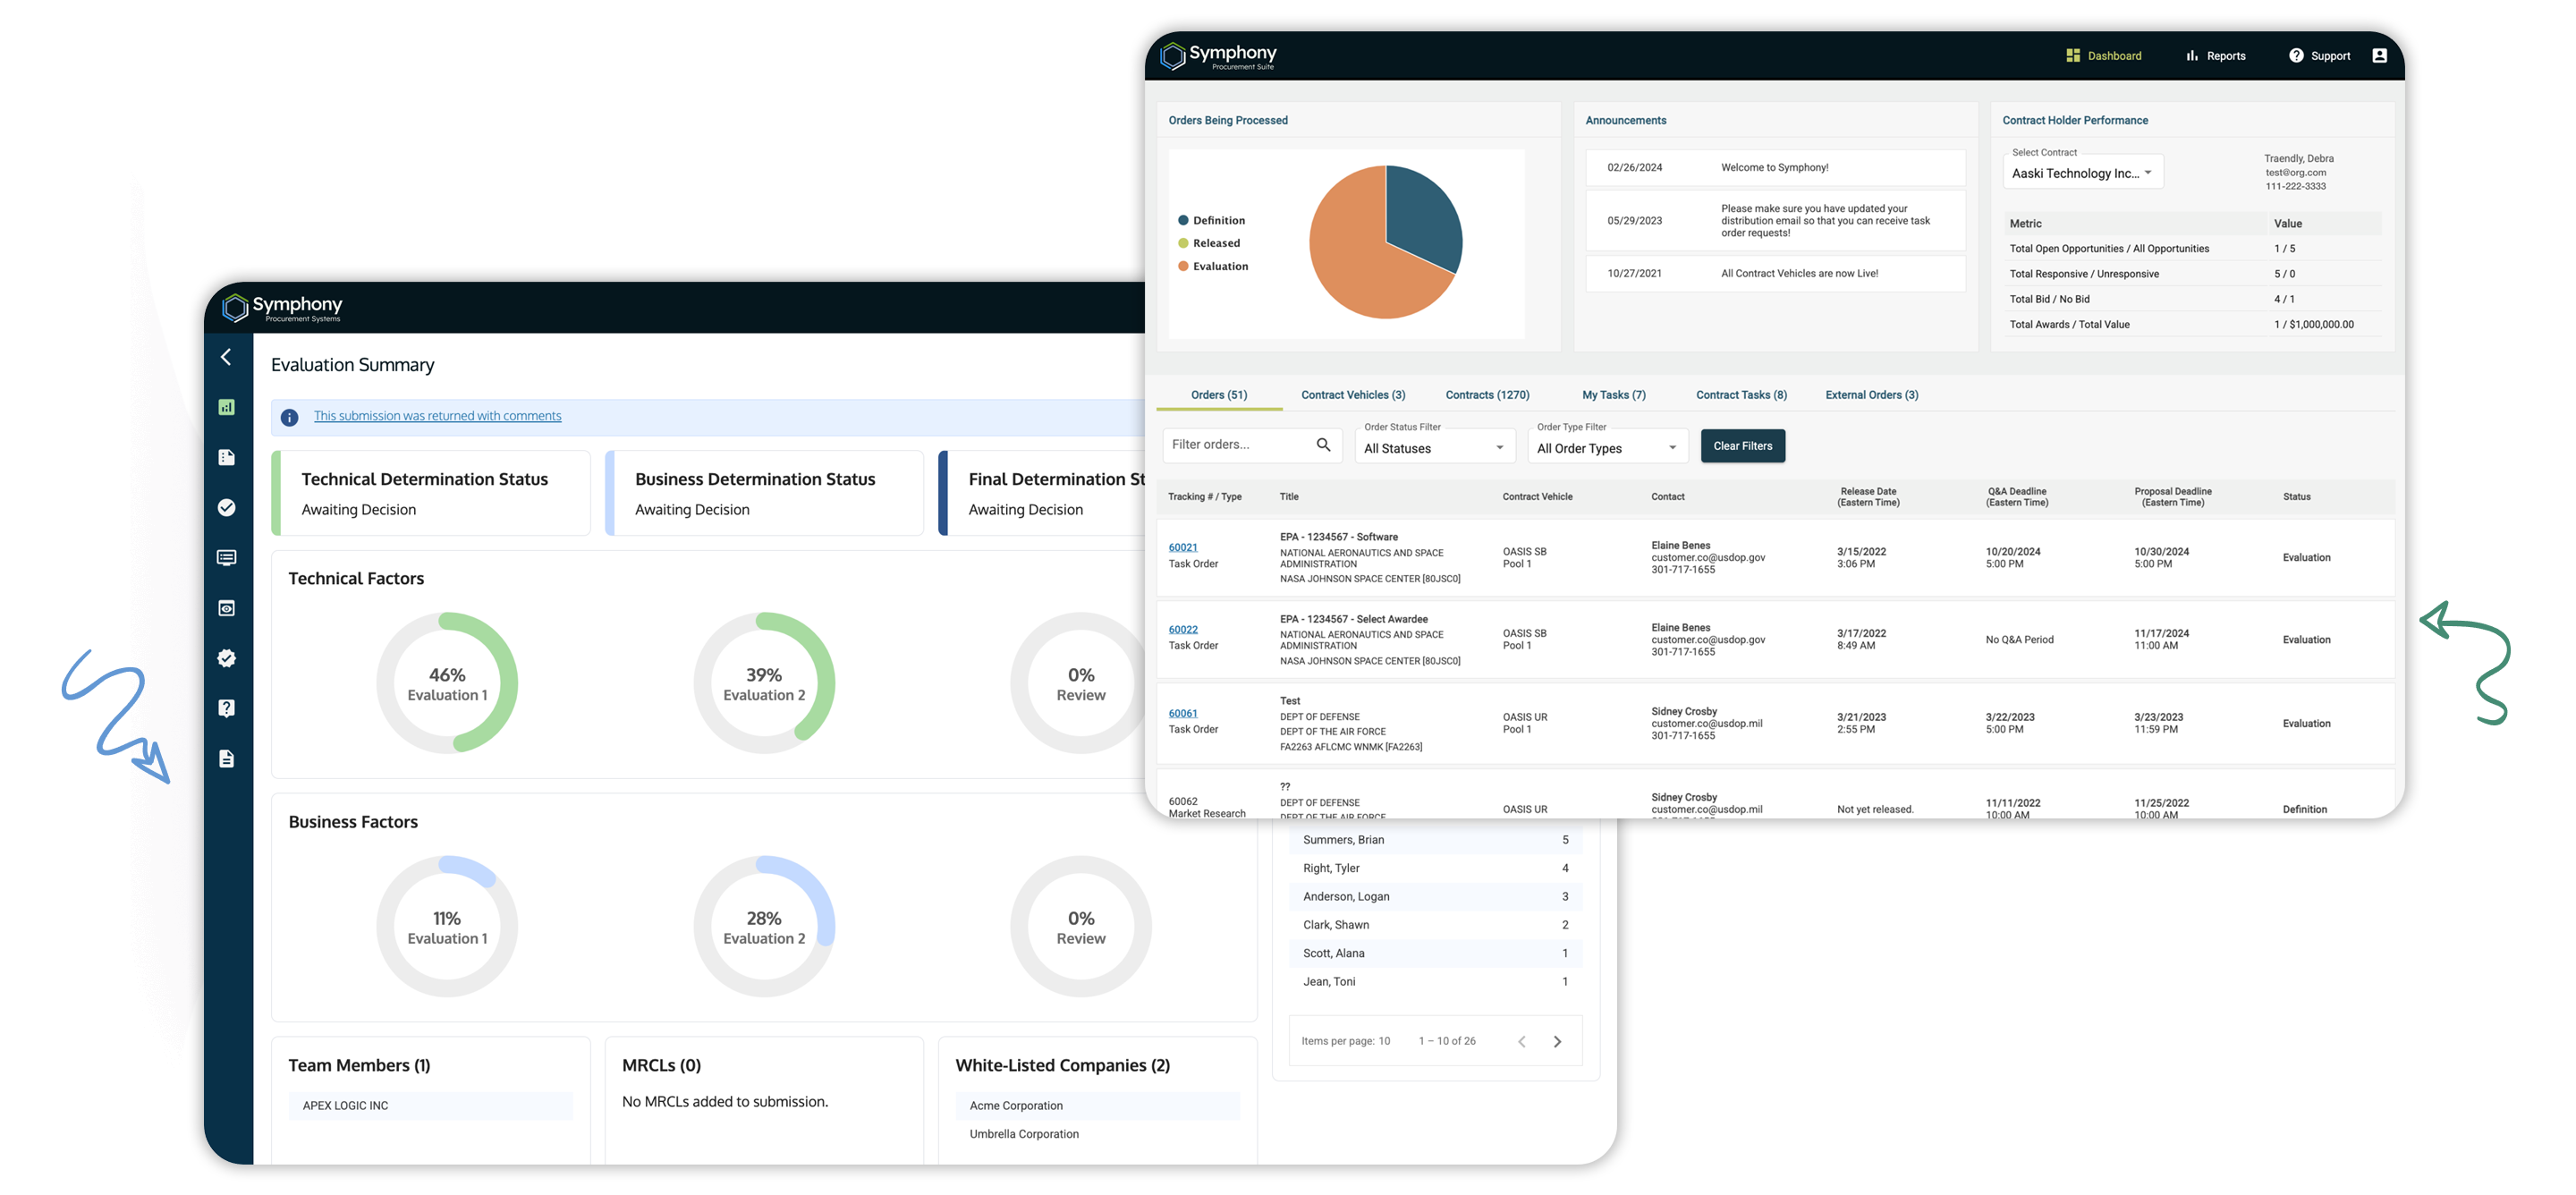 Symphony
Procurement Suite
Dashboard
Reports
Support
Orders Being Processed
Definition
Released
Evaluation
Announcements
02/26/2024 Welcome to Symphony!
05/29/2023 Please make sure you have updated your
distribution email so that you can receive task
order requests!
10/27/2021 All Contract Vehicles are now Live!
Contract Holder Performance
Select Contract
Aaski Technology Inc...
Traendly, Debra
test@org.com
111-222-3333
Metric Value
Total Open Opportunities / All Opportunities 1 / 5
Total Responsive / Unresponsive 5 / 0
Total Bid / No Bid 4 / 1
Total Awards / Total Value 1 / $1,000,000.00
Orders (51) Contract Vehicles (3) Contracts (1270) My Tasks (7) Contract Tasks (8) External Orders (3)
Filter orders...
Order Status Filter
All Statuses
Order Type Filter
All Order Types
Clear Filters
Tracking # / Type
Title
Contract Vehicle
Contact
Release Date
(Eastern Time)
Q&A Deadline
(Eastern Time)
Proposal Deadline
(Eastern Time)
Status
60021
Task Order
EPA - 1234567 - Software
NATIONAL AERONAUTICS AND SPACE
ADMINISTRATION
NASA JOHNSON SPACE CENTER [80JSC0]
OASIS SB
Pool 1
Elaine Benes
customer.co@usdop.gov
301-717-1655
3/15/2022
3:06 PM
10/20/2024
5:00 PM
10/30/2024
5:00 PM
Evaluation
60022
Task Order
EPA - 1234567 - Select Awardee
NATIONAL AERONAUTICS AND SPACE
ADMINISTRATION
NASA JOHNSON SPACE CENTER [80JSC0]
OASIS SB
Pool 1
Elaine Benes
customer.co@usdop.gov
301-717-1655
3/17/2022
8:49 AM
No Q&A Period
11/17/2024
11:00 AM
Evaluation
60061
Task Order
Test
DEPT OF DEFENSE
DEPT OF THE AIR FORCE
FA2263 AFLCMC WNMK [FA2263]
OASIS UR
Pool 1
Sidney Crosby
customer.co@usdop.mil
301-717-1655
3/21/2023
2:55 PM
3/22/2023
5:00 PM
3/23/2023
11:59 PM
Evaluation
60062
Market Research
??
DEPT OF DEFENSE
DEPT OF THE AIR FORCE
OASIS UR
Sidney Crosby
customer.co@usdop.mil
Not yet released.
11/11/2022
10:00 AM
11/25/2022
10:00 AM
Definition
Symphony
Procurement Systems
Evaluation Summary
This submission was returned with comments
Technical Determination Status
Awaiting Decision
Business Determination Status
Awaiting Decision
Final Determination St
Awaiting Decision
Technical Factors
46%
Evaluation 1
39%
Evaluation 2
0%
Review
Business Factors
11%
Evaluation 1
28%
Evaluation 2
0%
Review
Summers, Brian 5
Right, Tyler 4
Anderson, Logan 3
Clark, Shawn 2
Scott, Alana 1
Jean, Toni 1
Items per page: 10 1 – 10 of 26
Team Members (1)
APEX LOGIC INC
MRCLs (0)
No MRCLs added to submission.
White-Listed Companies (2)
Acme Corporation
Umbrella Corporation